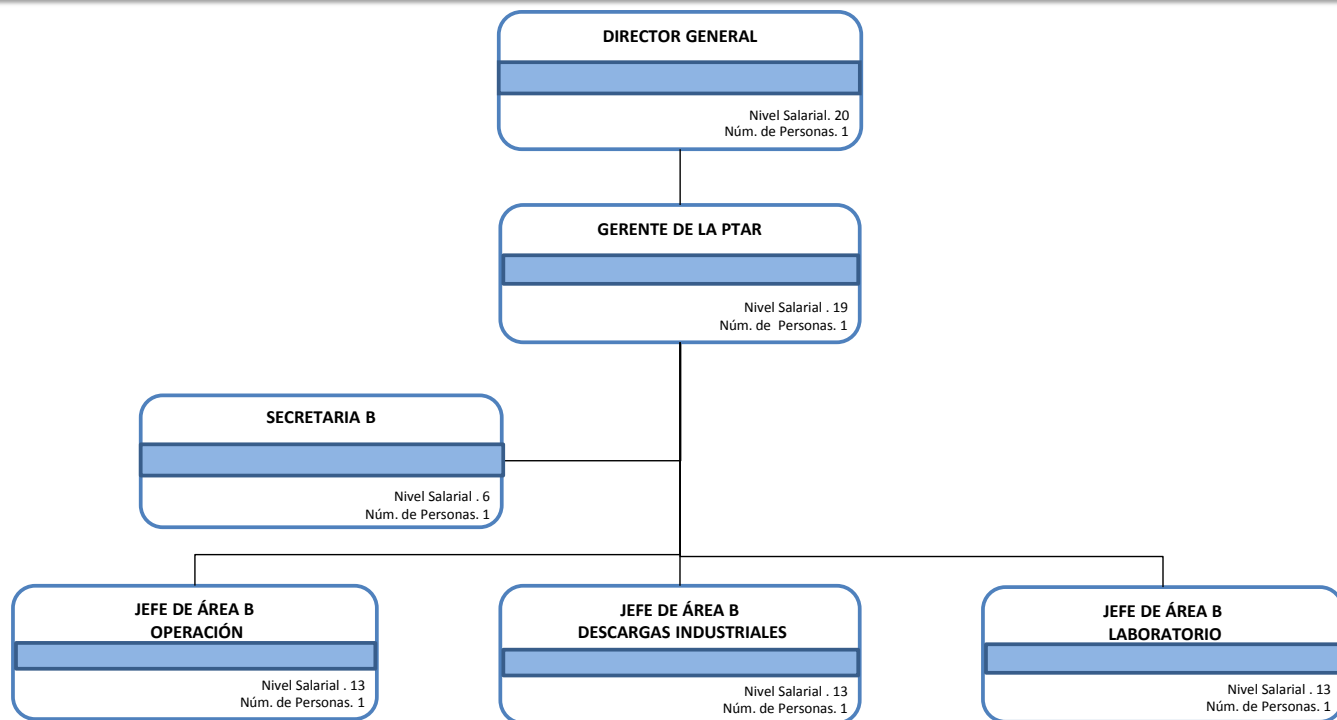 DIRECTOR GENERAL
Nivel Salarial. 20
Núm. de Personas. 1
GERENTE DE LA PTAR
Nivel Salarial . 19
Núm. de  Personas. 1
SECRETARIA B
Nivel Salarial . 6
Núm. de Personas. 1
JEFE DE ÁREA B
OPERACIÓN
Nivel Salarial . 13
Núm. de Personas. 1
JEFE DE ÁREA B
DESCARGAS INDUSTRIALES
Nivel Salarial . 13
Núm. de Personas. 1
JEFE DE ÁREA B
LABORATORIO
Nivel Salarial . 13
Núm. de Personas. 1